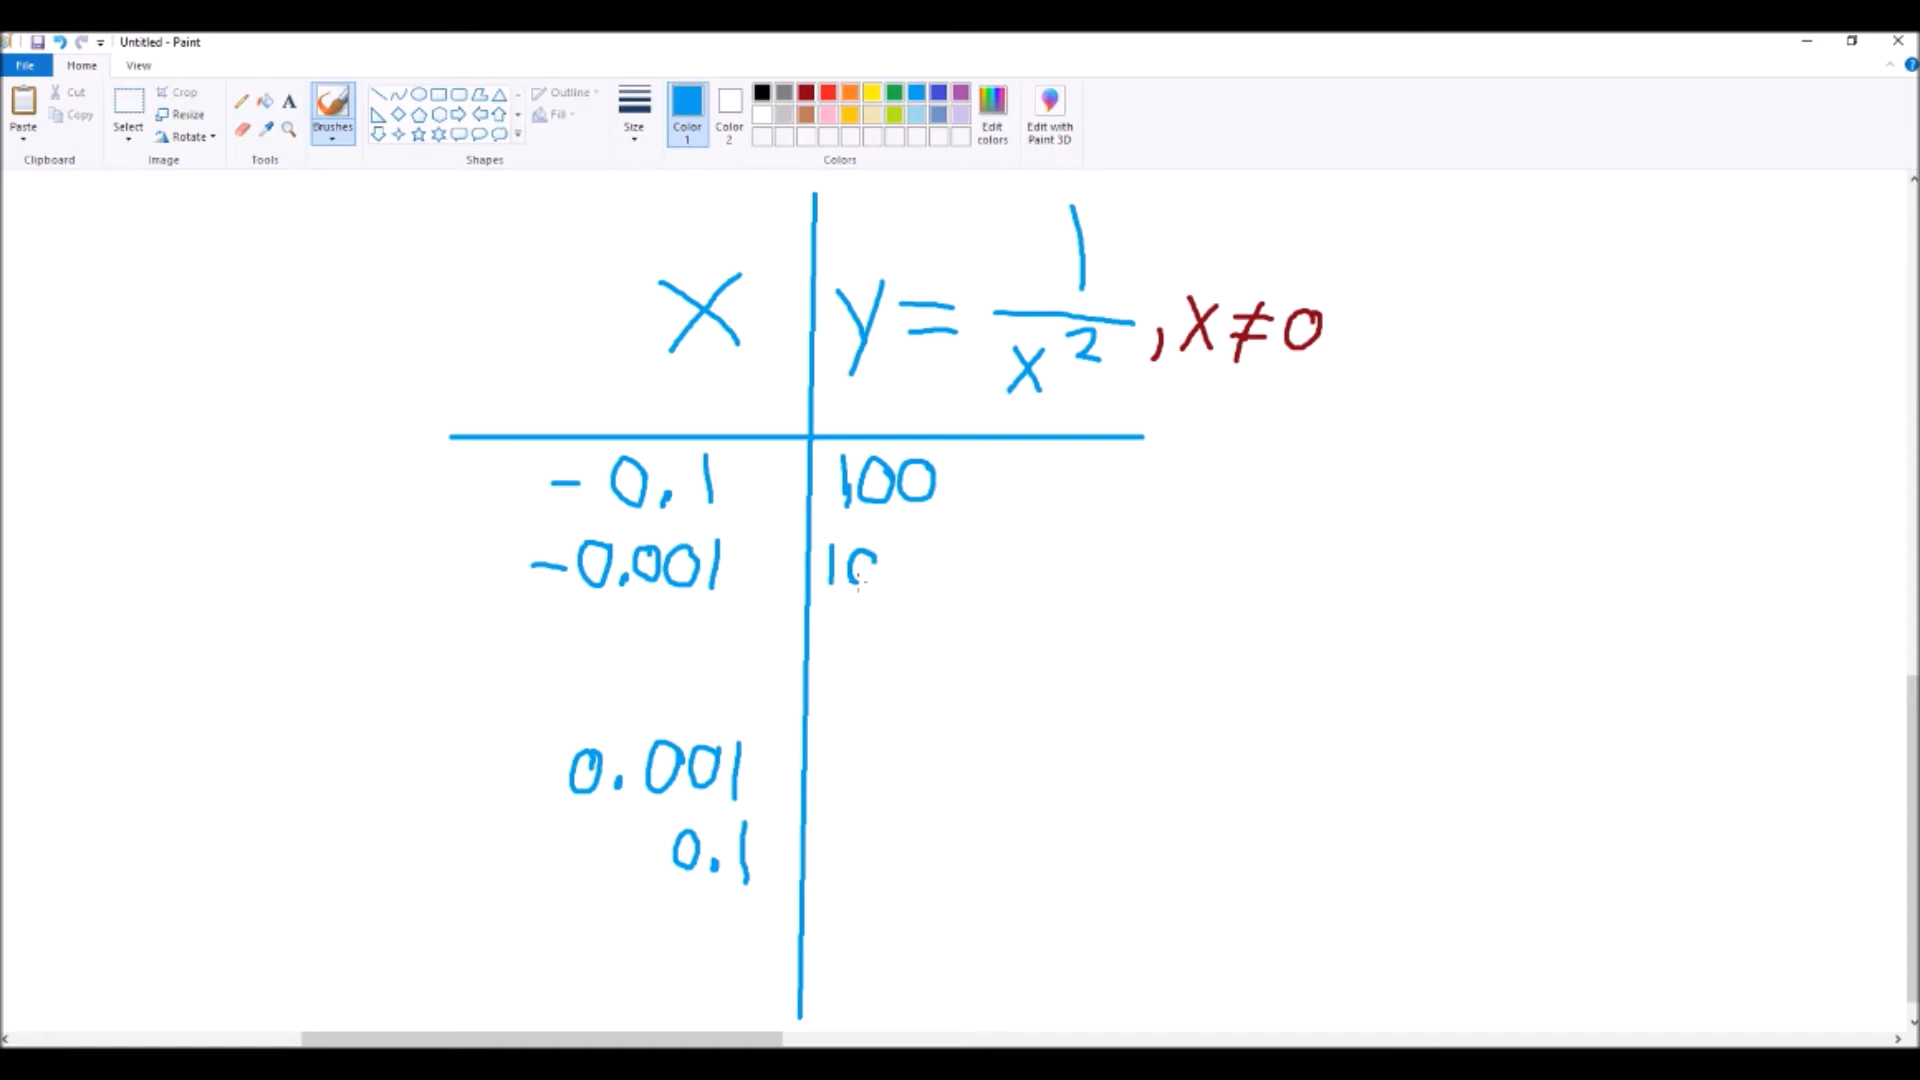 Untitled - Paint
File Home View
Paste Cut Copy Clipboard
Select Crop Resize Rotate Image
Tools
Brushes
Shapes Outline Fill
Size
Color 1 Color 2 Edit colors Colors
Edit with Paint 3D
x y = 1/x², x ≠ 0
-0.1 100
-0.001 10
0.001
0.1